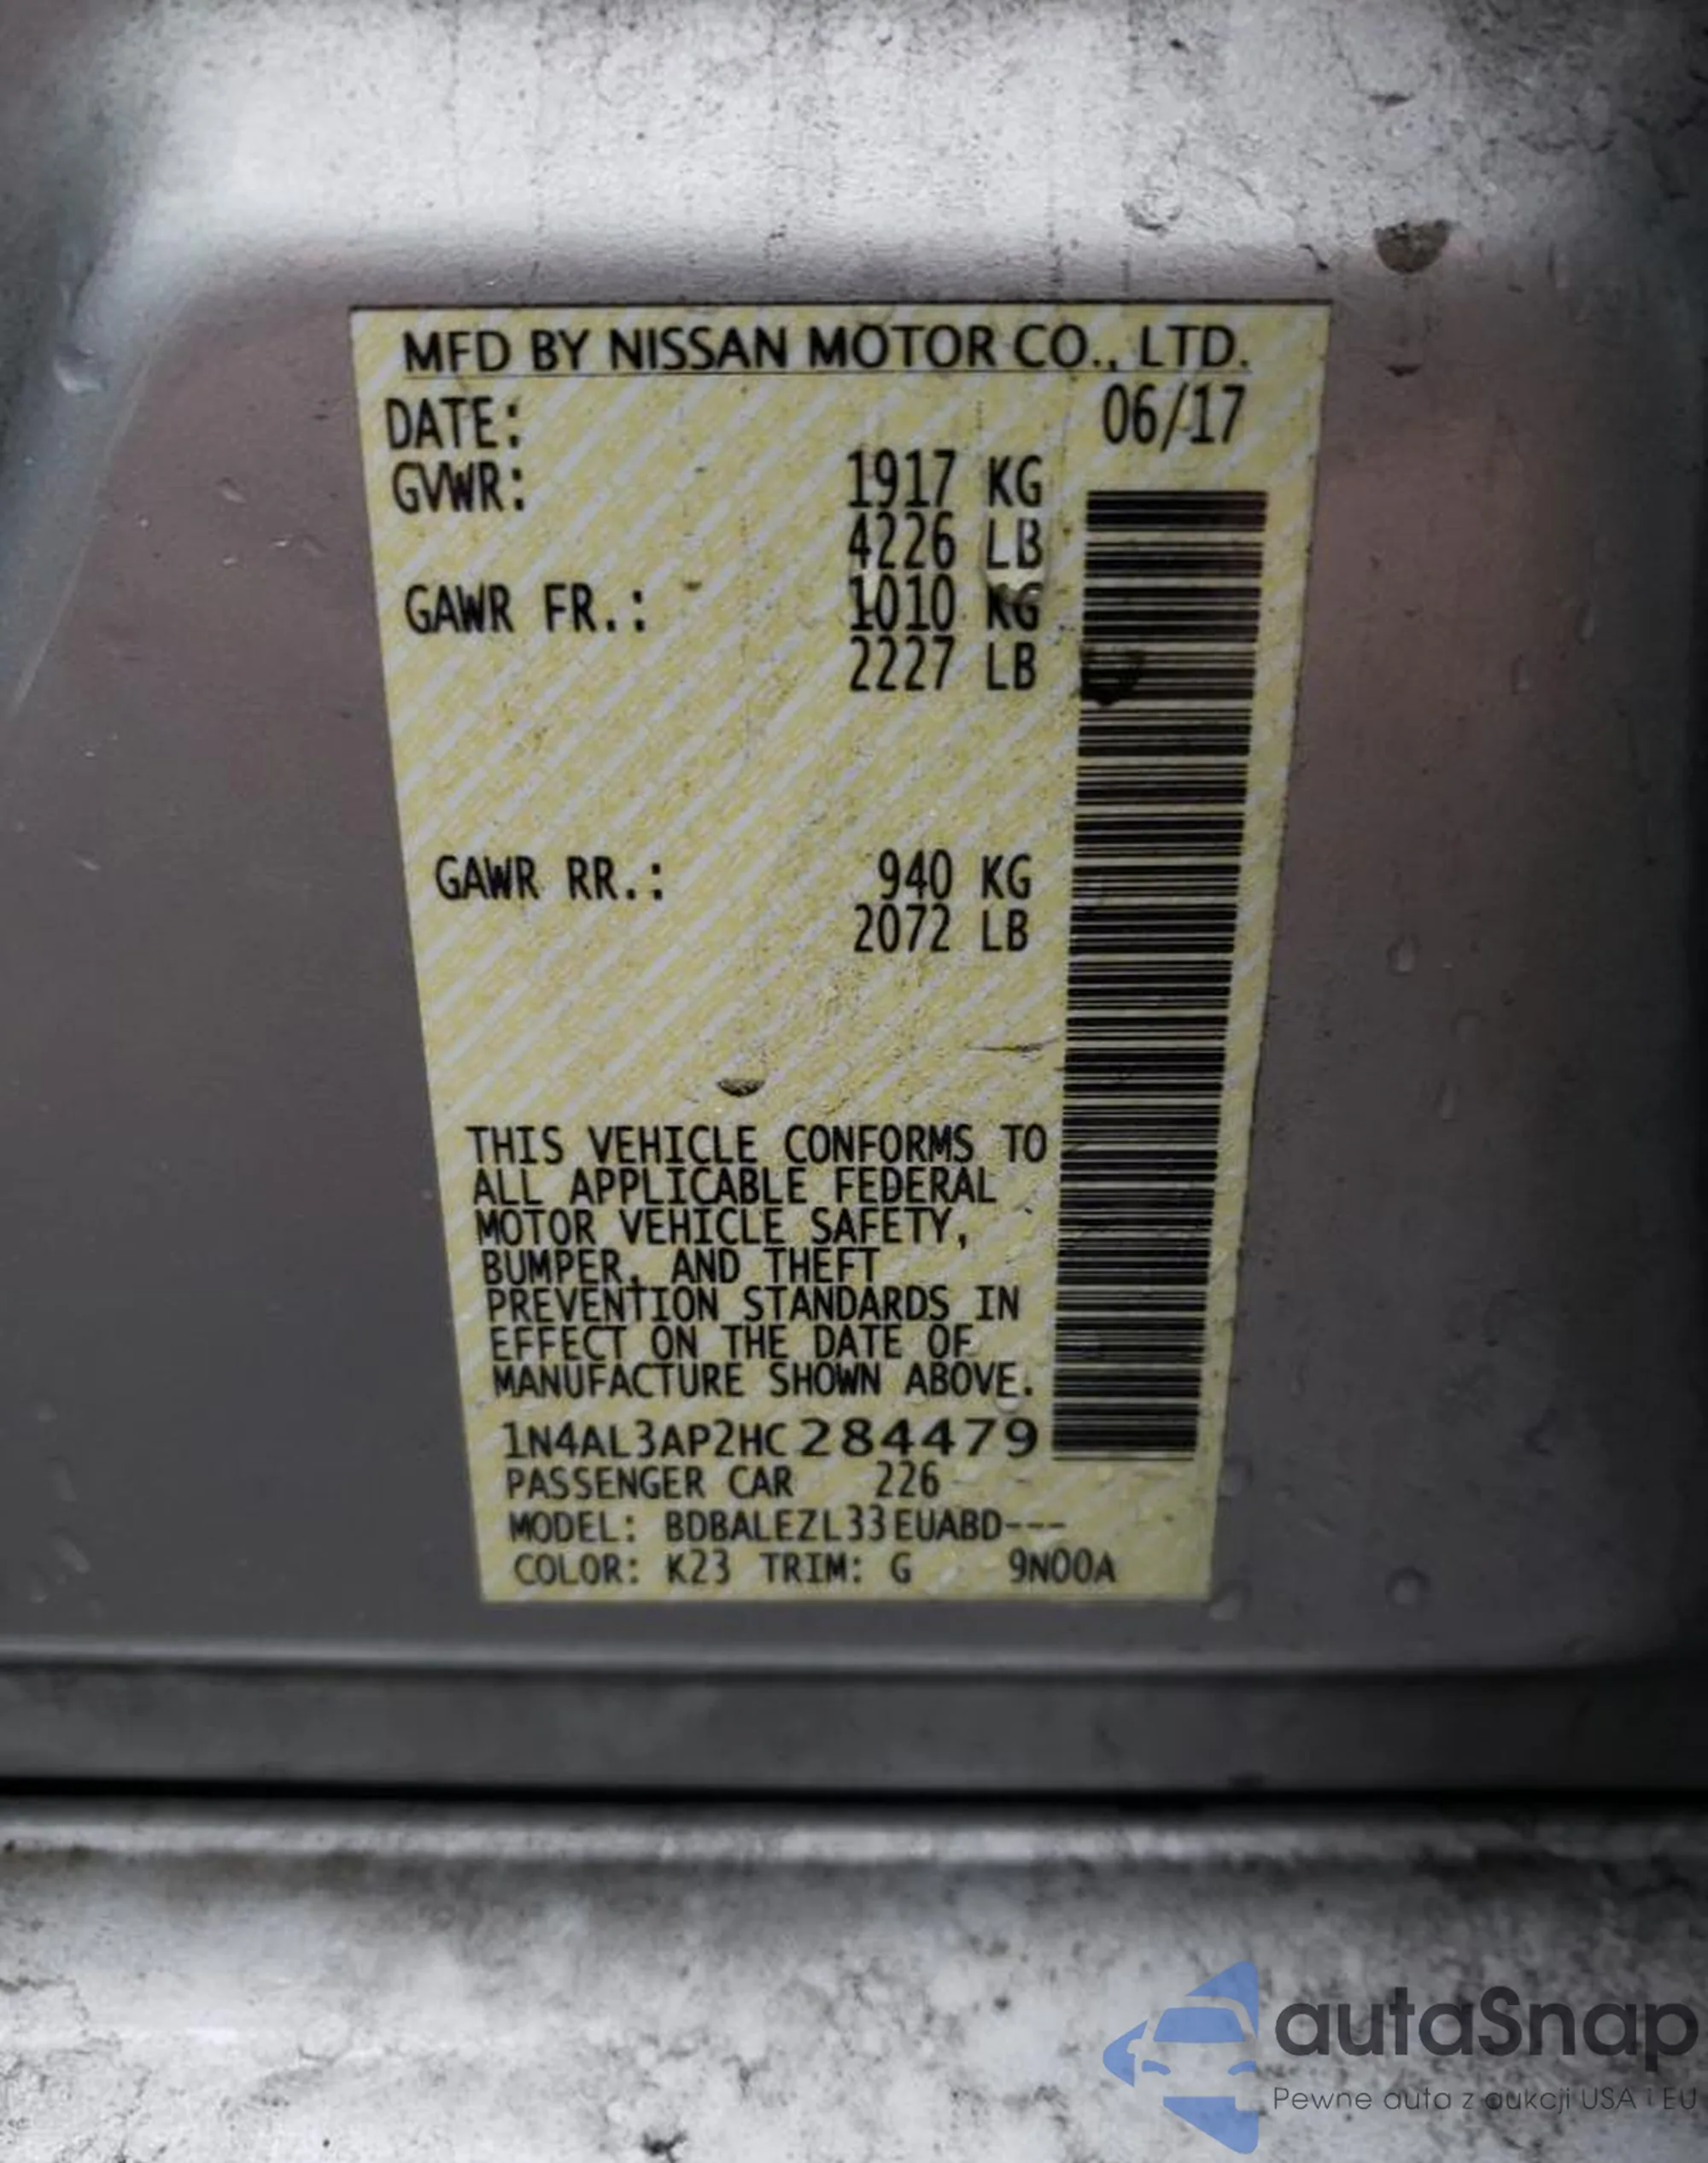 MFD BY NISSAN MOTOR CO., LTD.
DATE: 06/17
GVWR: 1917 KG
4226 LB
GAWR FR.: 1010 KG
2227 LB
GAWR RR.: 940 KG
2072 LB
THIS VEHICLE CONFORMS TO
ALL APPLICABLE FEDERAL
MOTOR VEHICLE SAFETY,
BUMPER, AND THEFT
PREVENTION STANDARDS IN
EFFECT ON THE DATE OF
MANUFACTURE SHOWN ABOVE.
1N4AL3AP2HC284479
PASSENGER CAR 226
MODEL: BDBALEZL33EUABD---
COLOR: K23 TRIM: G 9N00A
autaSnap
Pewne auta z aukcji USA i EU